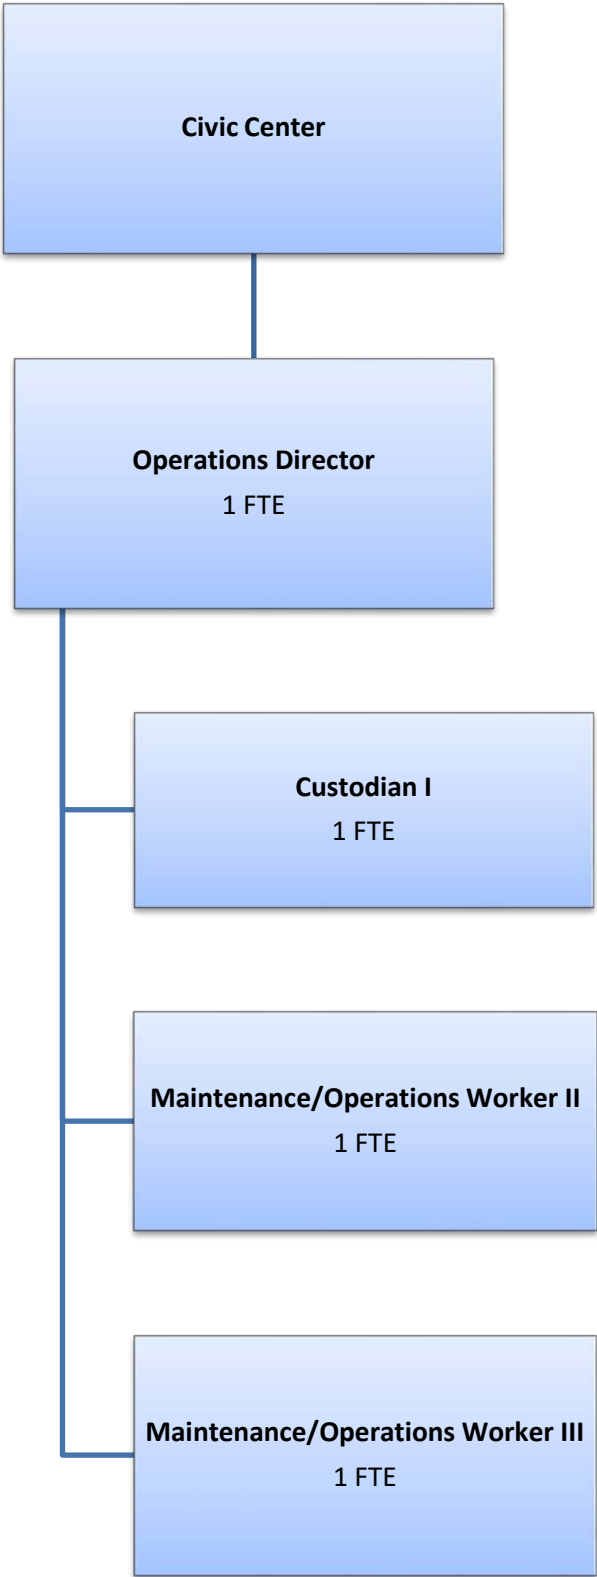 Civic Center
Operations Director
1 FTE
Custodian I
1 FTE
Maintenance/Operations Worker II
1 FTE
Maintenance/Operations Worker III
1 FTE